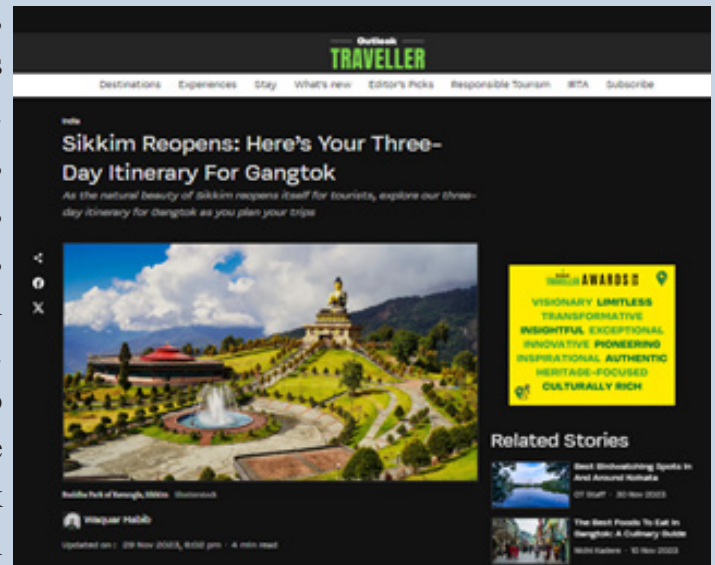 Outlook
TRAVELLER
Destinations Experiences Stay What's new Editor's Picks Responsible Tourism IRTA Subscribe
India
Sikkim Reopens: Here's Your Three-
Day Itinerary For Gangtok
As the natural beauty of Sikkim reopens itself for tourists, explore our three-
day itinerary for Gangtok as you plan your trips
TRAVELLER AWARDS
VISIONARY LIMITLESS
TRANSFORMATIVE
INSIGHTFUL EXCEPTIONAL
INNOVATIVE PIONEERING
INSPIRATIONAL AUTHENTIC
HERITAGE-FOCUSED
CULTURALLY RICH
Buddha Park of Ravangla, Sikkim Shutterstock
Waquar Habib
Updated on : 29 Nov 2023, 6:02 pm · 4 min read
Related Stories
Best Birdwatching Spots In
And Around Kolkata
OT Staff · 30 Nov 2023
The Best Foods To Eat In
Gangtok: A Culinary Guide
Nidhi · 10 Nov 2023